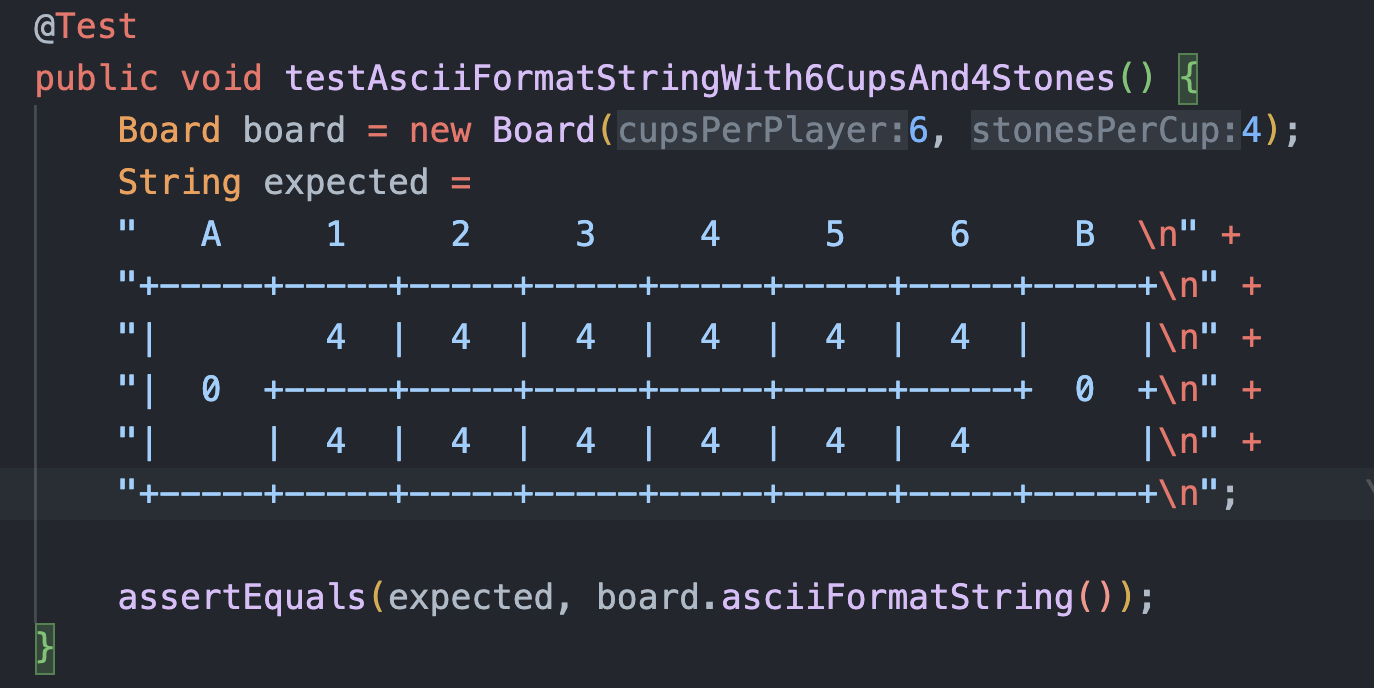 @Test
public void testAsciiFormatStringWith6CupsAnd4Stones() {
    Board board = new Board(cupsPerPlayer:6, stonesPerCup:4);
    String expected =
    "   A     1     2     3     4     5     6     B  \n" +
    "+-----+-----+-----+-----+-----+-----+-----+-----+\n" +
    "|        4  |  4  |  4  |  4  |  4  |  4  |     |\n" +
    "|  0  +-----+-----+-----+-----+-----+-----+  0  +\n" +
    "|     |  4  |  4  |  4  |  4  |  4  |  4        |\n" +
    "+-----+-----+-----+-----+-----+-----+-----+-----+\n";
    assertEquals(expected, board.asciiFormatString());
}